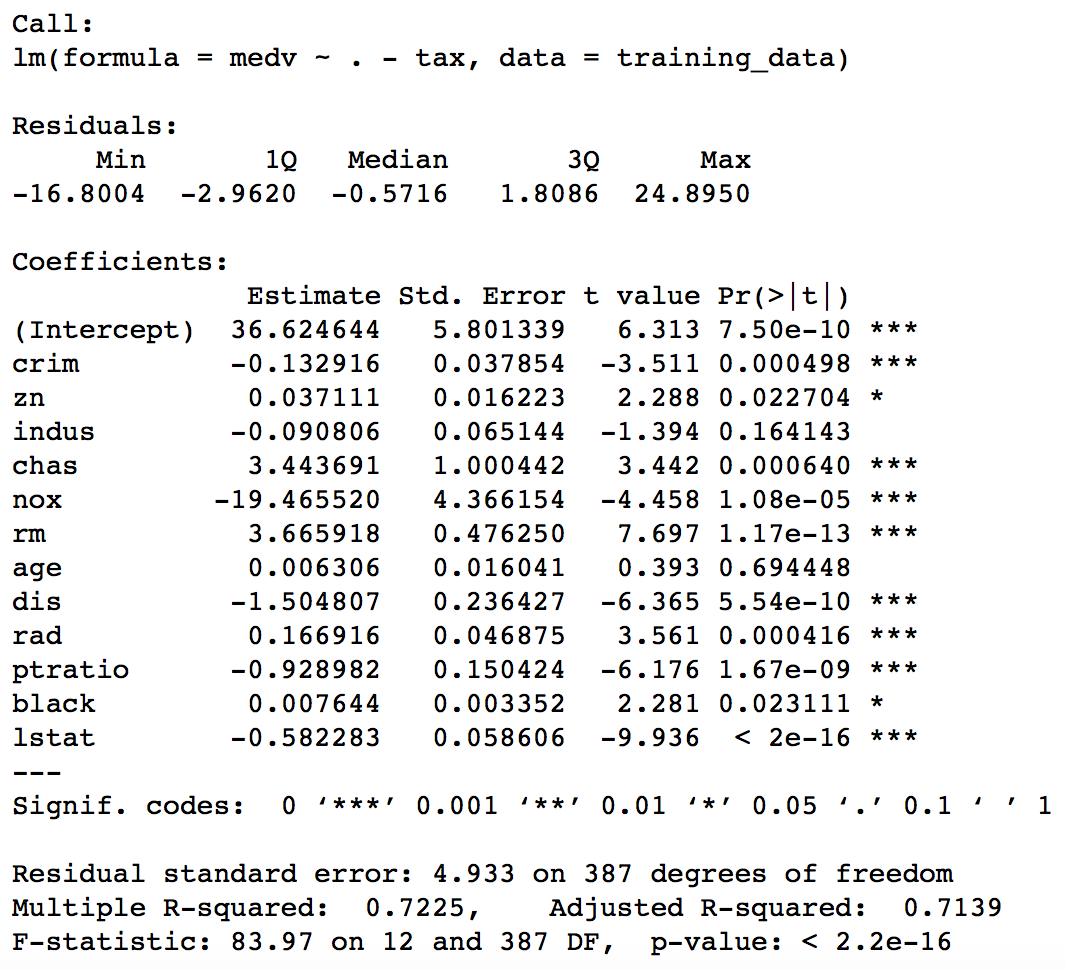 Call:
lm(formula = medv ~ . - tax, data = training_data)
Residuals:
Min 1Q Median 3Q Max
-16.8004 -2.9620 -0.5716 1.8086 24.8950
Coefficients:
Estimate Std. Error t value Pr(>|t|)
(Intercept) 36.624644 5.801339 6.313 7.50e-10 ***
crim -0.132916 0.037854 -3.511 0.000498 ***
zn 0.037111 0.016223 2.288 0.022704 *
indus -0.090806 0.065144 -1.394 0.164143
chas 3.443691 1.000442 3.442 0.000640 ***
nox -19.465520 4.366154 -4.458 1.08e-05 ***
rm 3.665918 0.476250 7.697 1.17e-13 ***
age 0.006306 0.016041 0.393 0.694448
dis -1.504807 0.236427 -6.365 5.54e-10 ***
rad 0.166916 0.046875 3.561 0.000416 ***
ptratio -0.928982 0.150424 -6.176 1.67e-09 ***
black 0.007644 0.003352 2.281 0.023111 *
lstat -0.582283 0.058606 -9.936 < 2e-16 ***
---
Signif. codes: 0 ‘***’ 0.001 ‘**’ 0.01 ‘*’ 0.05 ‘.’ 0.1 ‘ ’ 1
Residual standard error: 4.933 on 387 degrees of freedom
Multiple R-squared: 0.7225, Adjusted R-squared: 0.7139
F-statistic: 83.97 on 12 and 387 DF, p-value: < 2.2e-16